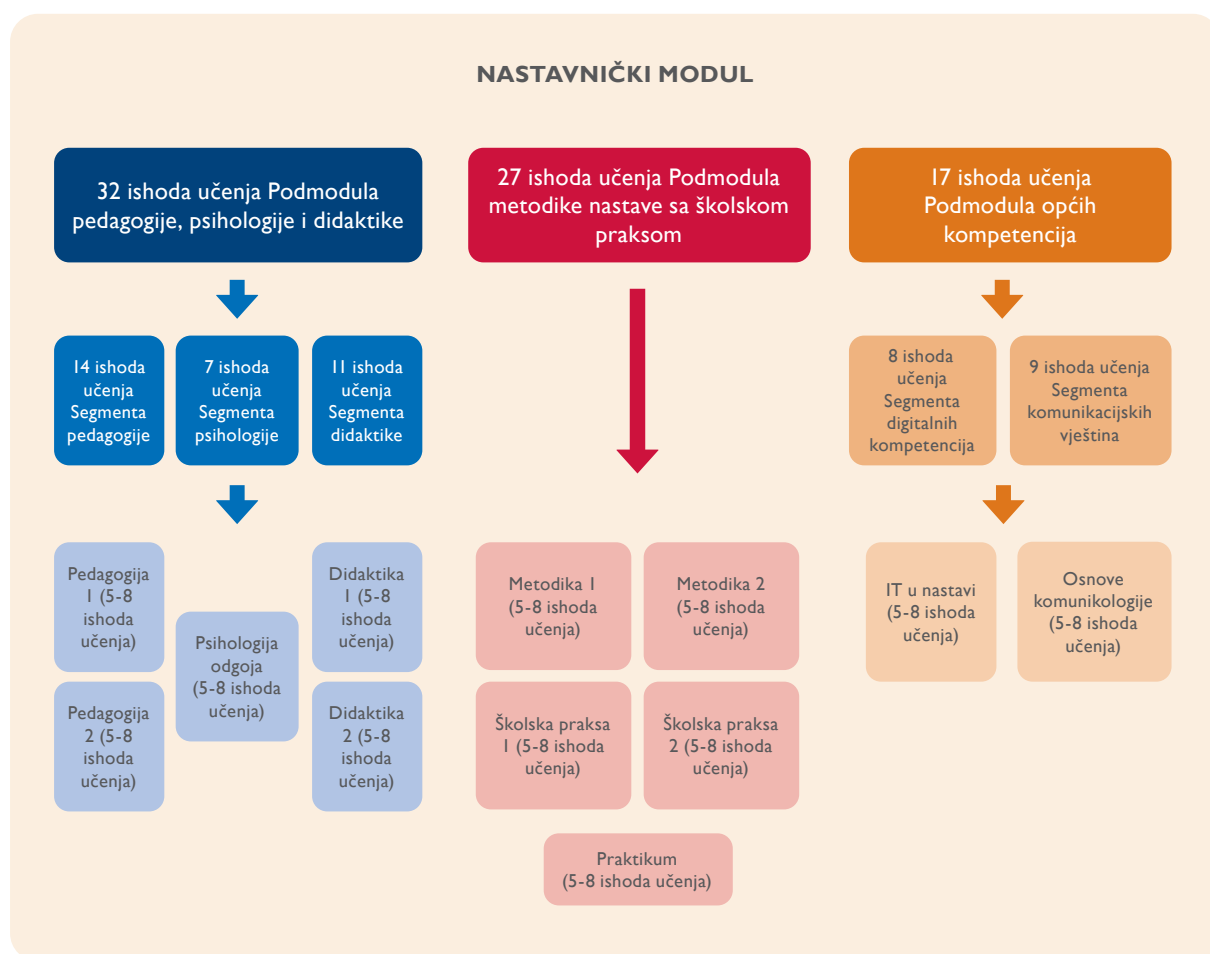 NASTAVNIČKI MODUL
32 ishoda učenja Podmodula
pedagogije, psihologije i didaktike
27 ishoda učenja Podmodula
metodike nastave sa školskom
praksom
17 ishoda učenja
Podmodula općih
kompetencija
14 ishoda
učenja
Segmenta
pedagogije
7 ishoda
učenja
Segmenta
psihologije
11 ishoda
učenja
Segmenta
didaktike
8 ishoda
učenja
Segmenta
digitalnih
kompetencija
9 ishoda učenja
Segmenta
komunikacijskih
vještina
Pedagogija
1 (5-8
ishoda
učenja)
Pedagogija
2 (5-8
ishoda
učenja)
Psihologija
odgoja
(5-8 ishoda
učenja)
Didaktika
1 (5-8
ishoda
učenja)
Didaktika
2 (5-8
ishoda
učenja)
Metodika 1
(5-8 ishoda
učenja)
Metodika 2
(5-8 ishoda
učenja)
Školska praksa
1 (5-8 ishoda
učenja)
Školska praksa
2 (5-8 ishoda
učenja)
Praktikum
(5-8 ishoda učenja)
IT u nastavi
(5-8 ishoda
učenja)
Osnove
komunikologije
(5-8 ishoda
učenja)